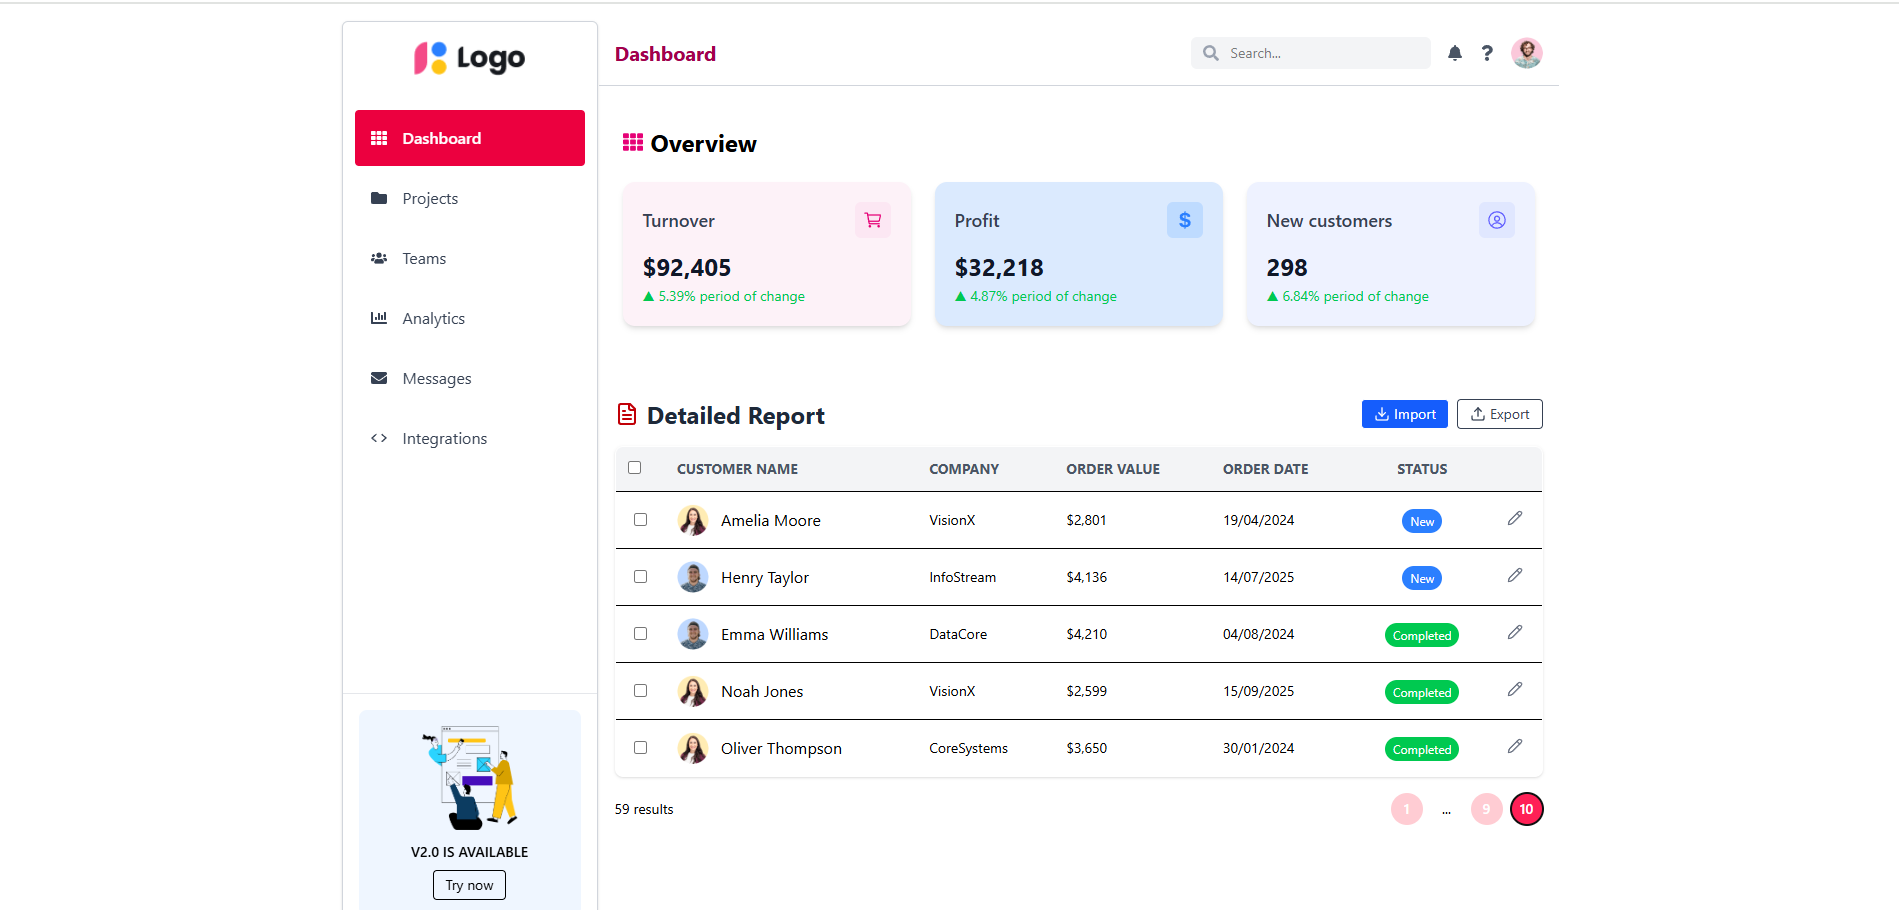 Logo
Dashboard
Projects
Teams
Analytics
Messages
Integrations
V2.0 IS AVAILABLE
Try now
Dashboard
Search...
Overview
Turnover
$92,405
▲ 5.39% period of change
Profit
$
$32,218
▲ 4.87% period of change
New customers
298
▲ 6.84% period of change
Detailed Report
Import
Export
CUSTOMER NAME COMPANY ORDER VALUE ORDER DATE STATUS
Amelia Moore VisionX $2,801 19/04/2024 New
Henry Taylor InfoStream $4,136 14/07/2025 New
Emma Williams DataCore $4,210 04/08/2024 Completed
Noah Jones VisionX $2,599 15/09/2025 Completed
Oliver Thompson CoreSystems $3,650 30/01/2024 Completed
59 results
1 ... 9 10